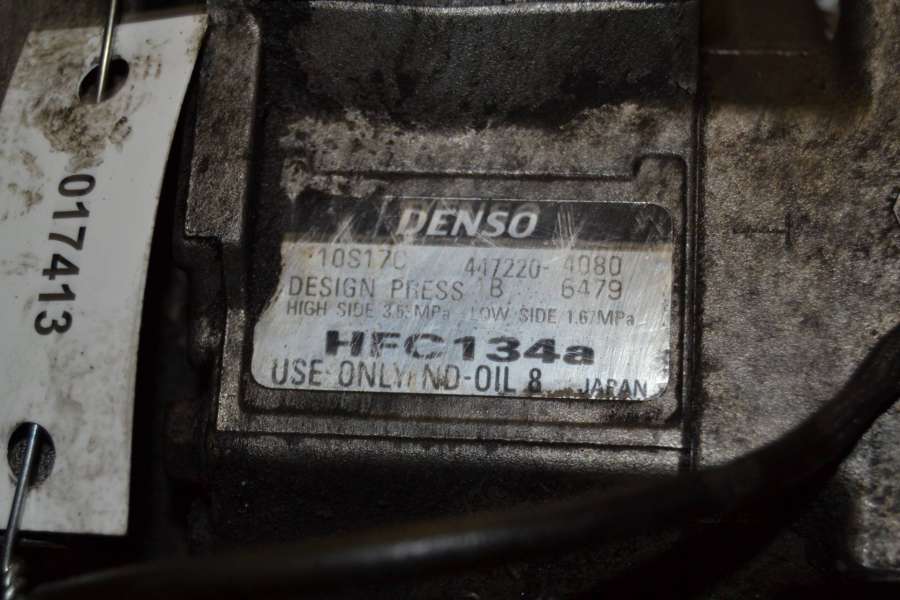 017413
DENSO
10S17C 447220-4080
DESIGN PRESS 1B 6479
HIGH SIDE 3.53MPa LOW SIDE 1.67MPa
HFC134a
USE ONLY ND-OIL 8 JAPAN